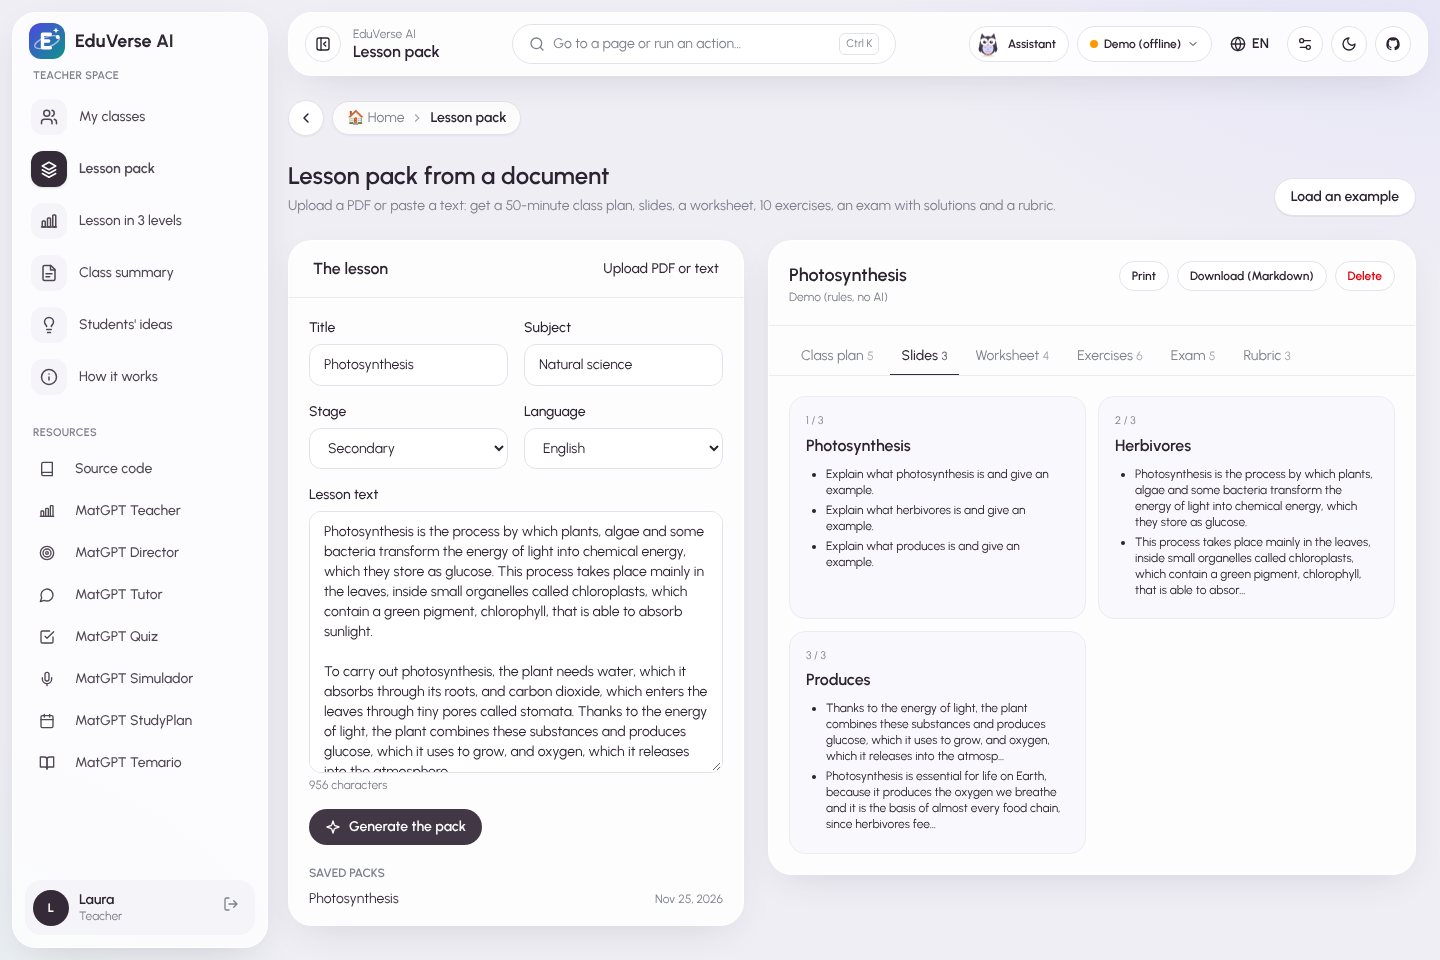 EduVerse AI
TEACHER SPACE
My classes
Lesson pack
Lesson in 3 levels
Class summary
Students' ideas
How it works
RESOURCES
Source code
MatGPT Teacher
MatGPT Director
MatGPT Tutor
MatGPT Quiz
MatGPT Simulador
MatGPT StudyPlan
MatGPT Temario
L
Laura
Teacher
EduVerse AI
Lesson pack
Go to a page or run an action...
Ctrl K
Assistant
Demo (offline)
EN
Home
Lesson pack
Lesson pack from a document
Upload a PDF or paste a text: get a 50-minute class plan, slides, a worksheet, 10 exercises, an exam with solutions and a rubric.
Load an example
The lesson
Upload PDF or text
Title
Subject
Photosynthesis
Natural science
Stage
Language
Secondary
English
Lesson text
Photosynthesis is the process by which plants, algae and some
bacteria transform the energy of light into chemical energy,
which they store as glucose. This process takes place mainly in
the leaves, inside small organelles called chloroplasts, which
contain a green pigment, chlorophyll, that is able to absorb
sunlight.
To carry out photosynthesis, the plant needs water, which it
absorbs through its roots, and carbon dioxide, which enters the
leaves through tiny pores called stomata. Thanks to the energy
of light, the plant combines these substances and produces
glucose, which it uses to grow, and oxygen, which it releases
into the atmosphere.
956 characters
Generate the pack
SAVED PACKS
Photosynthesis
Nov 25, 2026
Photosynthesis
Demo (rules, no AI)
Print
Download (Markdown)
Delete
Class plan 5
Slides 3
Worksheet 4
Exercises 6
Exam 5
Rubric 3
1 / 3
Photosynthesis
Explain what photosynthesis is and give an
example.
Explain what herbivores is and give an
example.
Explain what produces is and give an
example.
2 / 3
Herbivores
Photosynthesis is the process by which plants,
algae and some bacteria transform the
energy of light into chemical energy, which
they store as glucose.
This process takes place mainly in the leaves,
inside small organelles called chloroplasts,
which contain a green pigment, chlorophyll,
that is able to absor...
3 / 3
Produces
Thanks to the energy of light, the plant
combines these substances and produces
glucose, which it uses to grow, and oxygen,
which it releases into the atmosp...
Photosynthesis is essential for life on Earth,
because it produces the oxygen we breathe
and it is the basis of almost every food chain,
since herbivores fee...